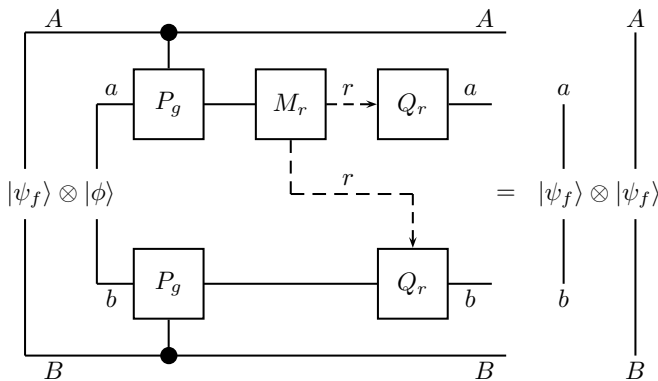 A A A
a P_g M_r r Q_r a a
r
|ψ_f⟩ ⊗ |ϕ⟩ = |ψ_f⟩ ⊗ |ψ_f⟩
b P_g Q_r b b
B B B